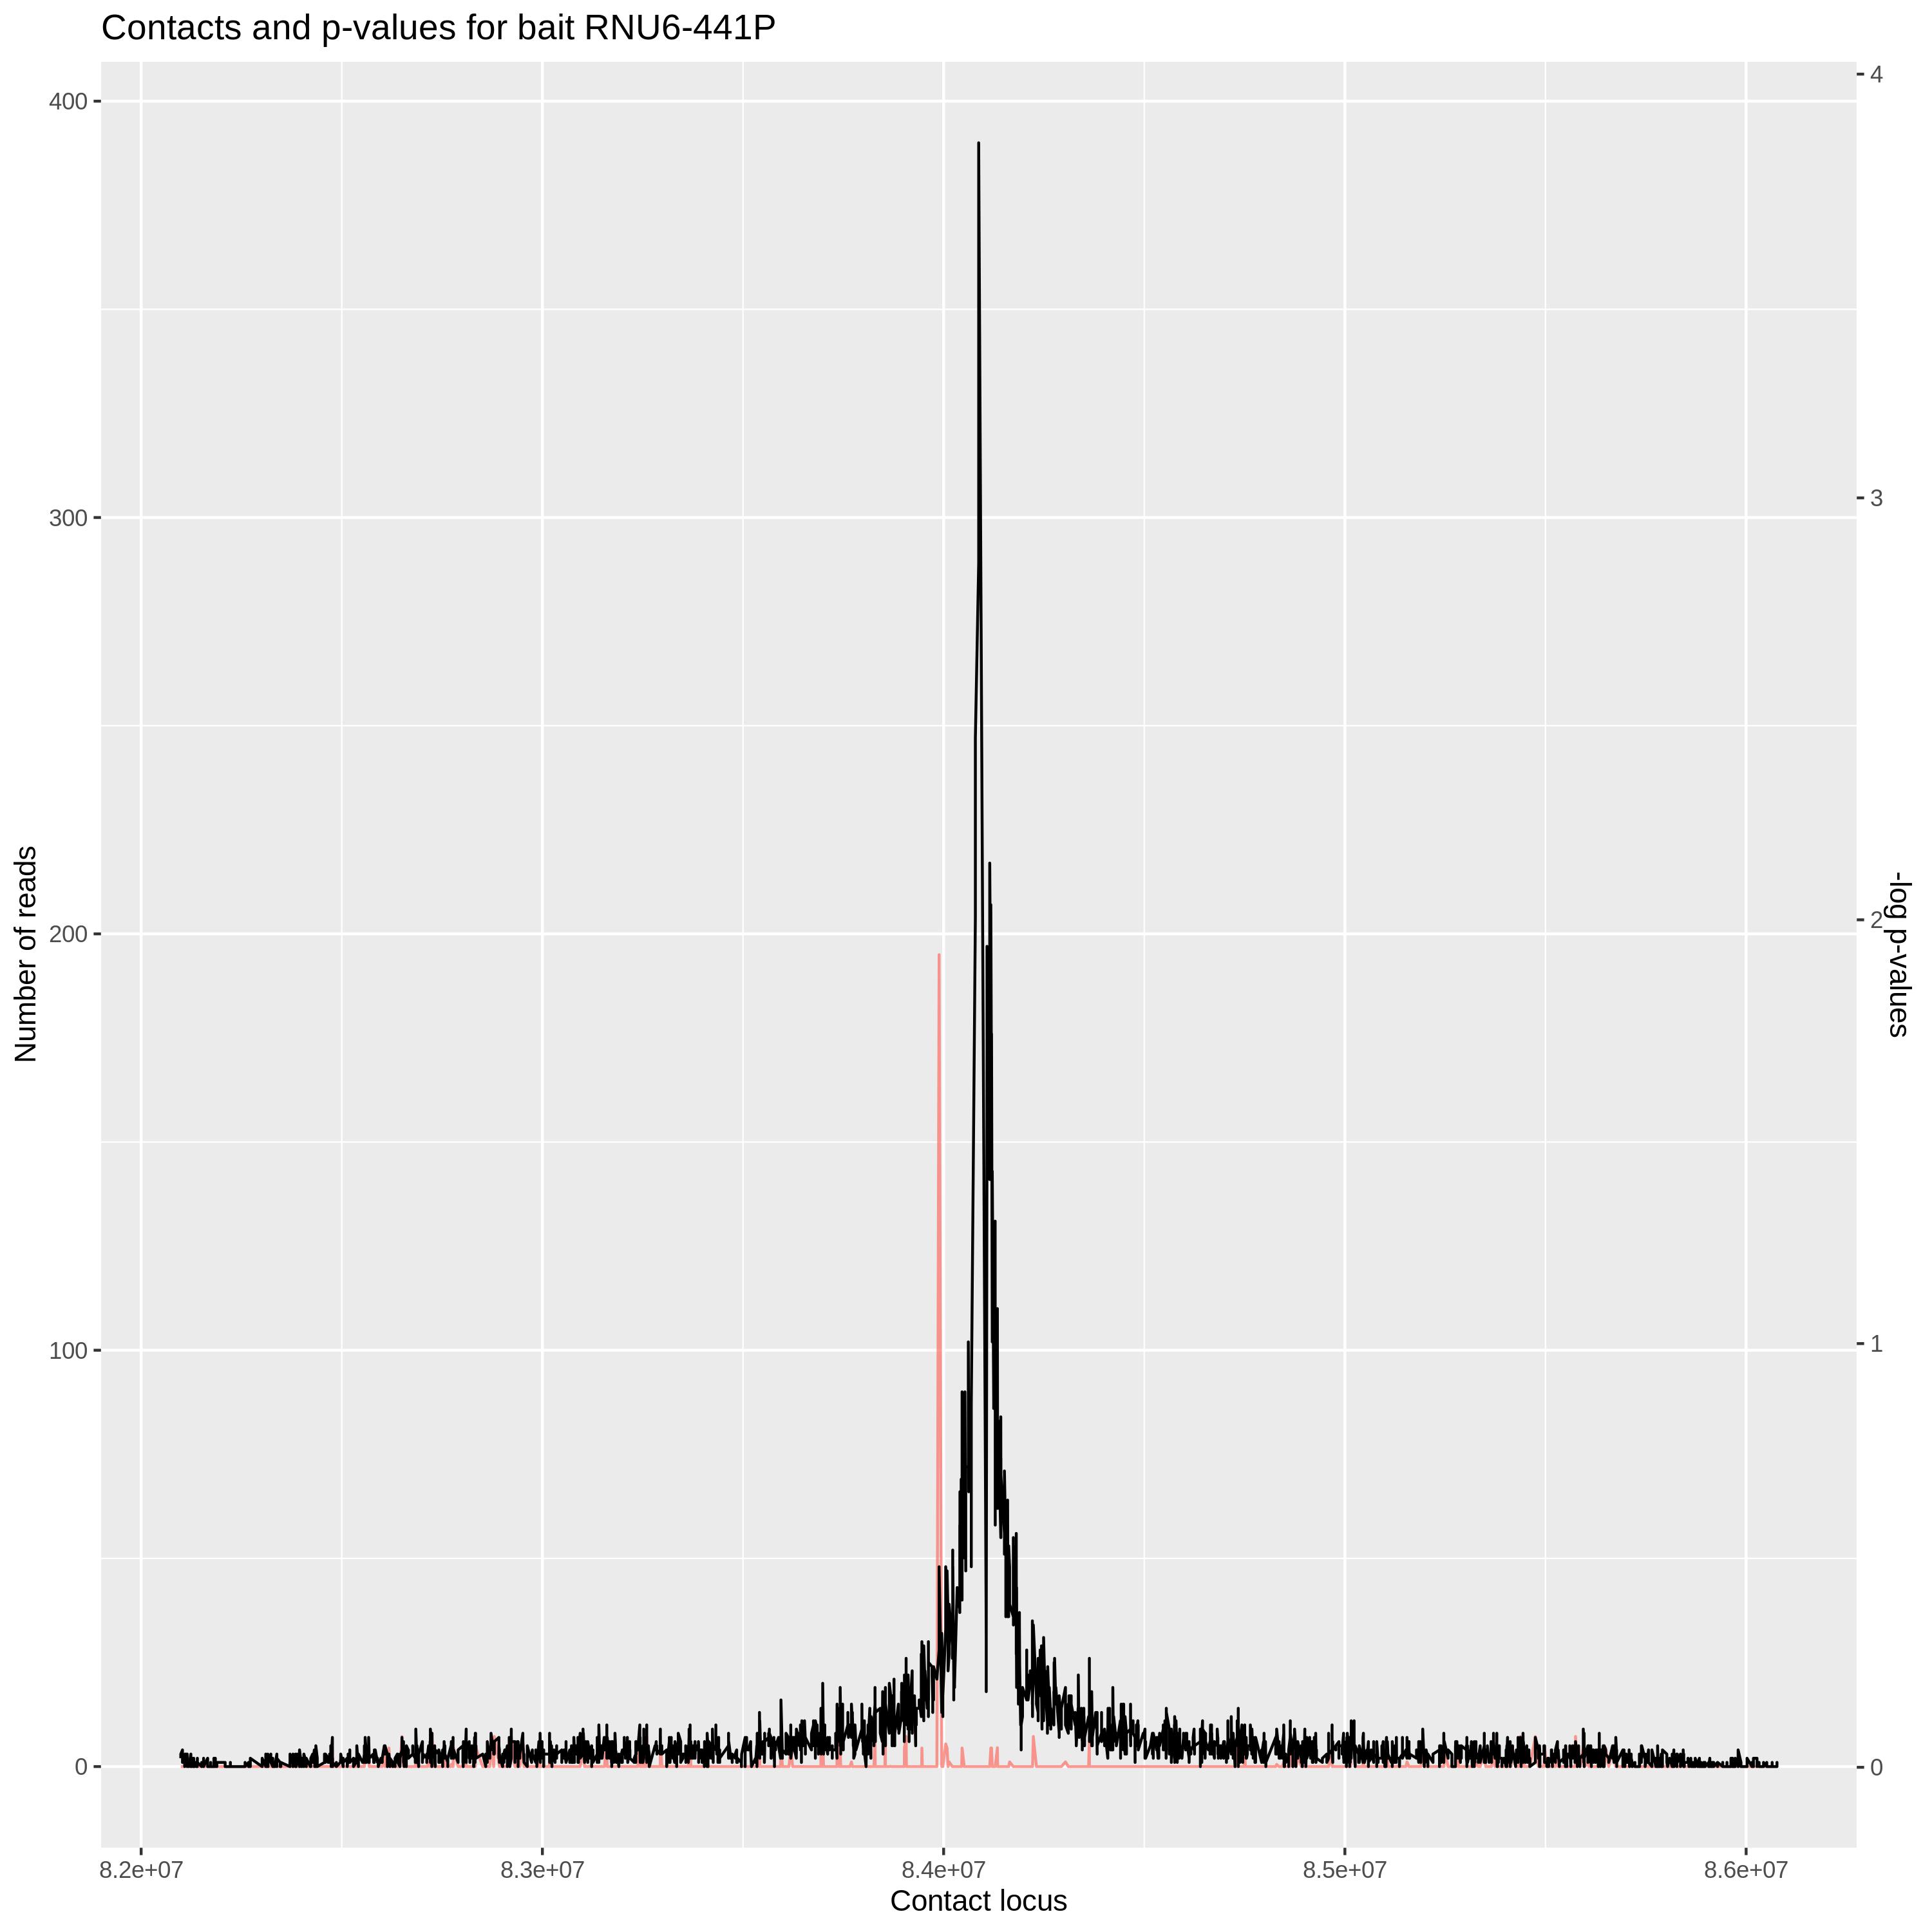 Contacts and p-values for bait RNU6-441P
400
300
200
100
0
4
3
2
1
0
Number of reads
-log p-values
8.2e+07
8.3e+07
8.4e+07
8.5e+07
8.6e+07
Contact locus